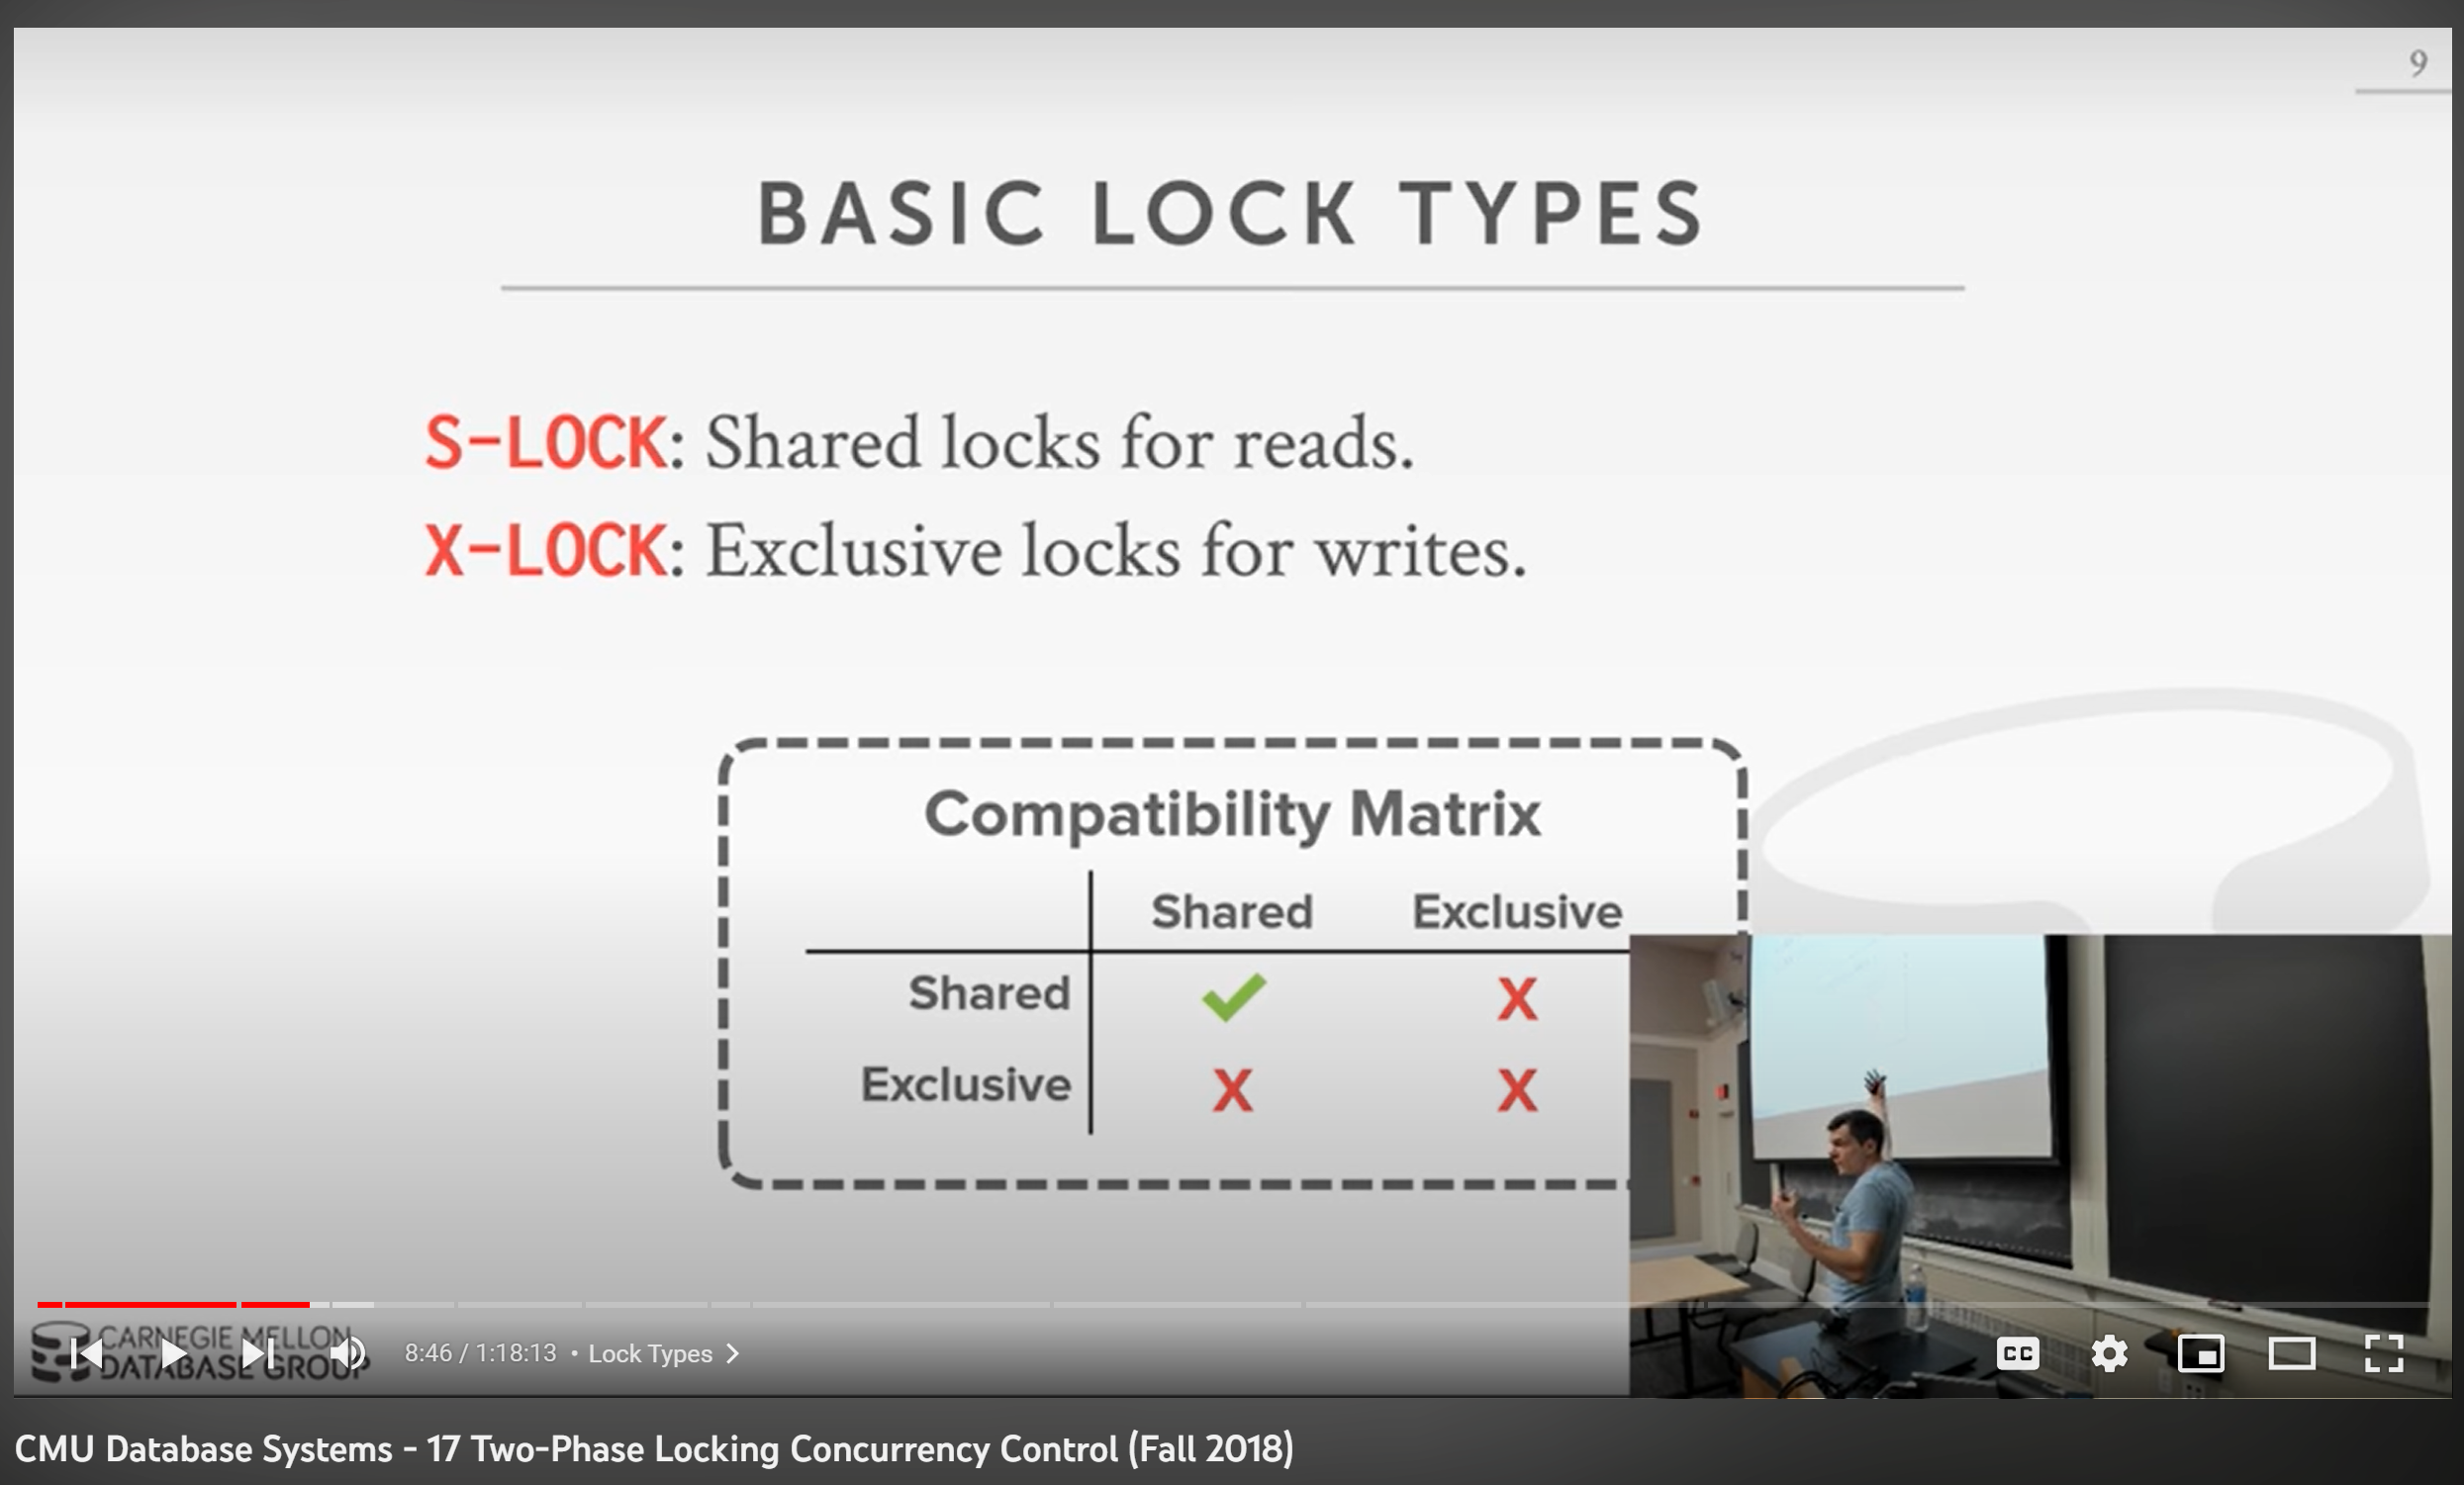 9
BASIC LOCK TYPES
S-LOCK: Shared locks for reads.
X-LOCK: Exclusive locks for writes.
Compatibility Matrix
Shared Exclusive
Shared ✓ X
Exclusive X X
CARNEGIE MELLON
DATABASE GROUP
8:46 / 1:18:13 • Lock Types
CC
CMU Database Systems - 17 Two-Phase Locking Concurrency Control (Fall 2018)